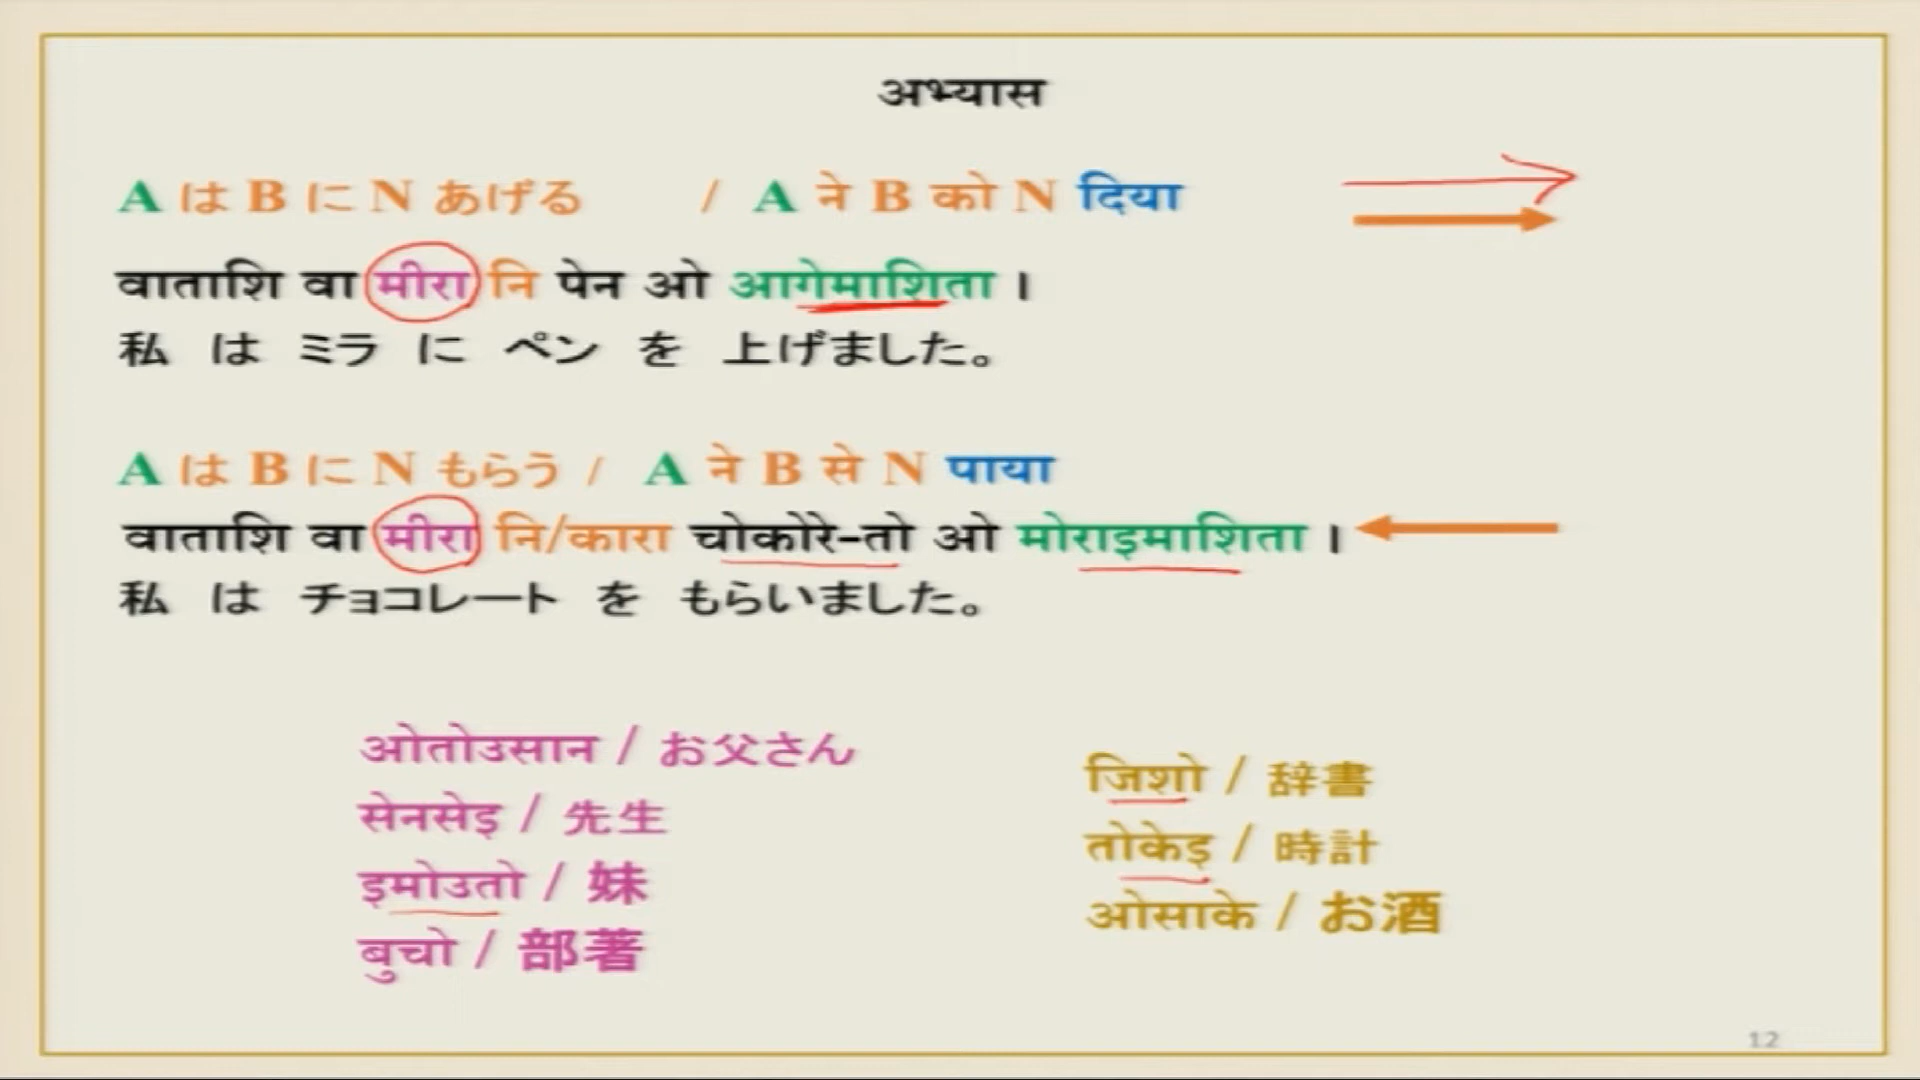 अभ्यास
A は B に N あげる / A ने B को N दिया
वाताशि वा मीरा नि पेन ओ आगेमाशिता ।
私 は ミラ に ペン を 上げました。
A は B に N もらう / A ने B से N पाया
वाताशि वा मीरा नि/कारा चोकोरे-तो ओ मोराइमाशिता ।
私 は チョコレート を もらいました。
ओतोउसान / お父さん
सेनसेइ / 先生
इमोउतो / 妹
बुचो / 部著
जिशो / 辞書
तोकेइ / 時計
ओसाके / お酒
12